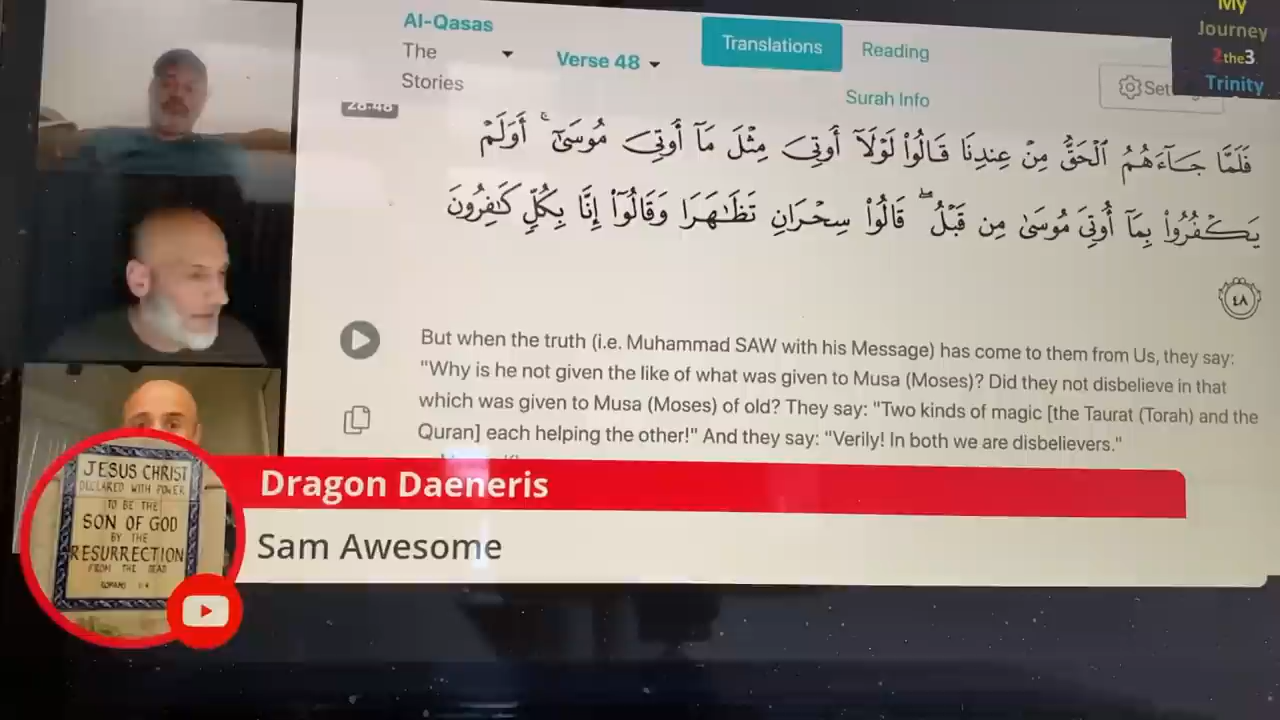 My
Journey
2the3
Trinity
Al-Qasas
The
Stories
Verse 48
Translations
Reading
Surah Info
28:48
فَلَمَّا جَآءَهُمُ ٱلْحَقُّ مِنْ عِندِنَا قَالُوا۟ لَوْلَآ أُوتِىَ مِثْلَ مَآ أُوتِىَ مُوسَىٰٓ ۚ أَوَلَمْ
يَكْفُرُوا۟ بِمَآ أُوتِىَ مُوسَىٰ مِن قَبْلُ ۖ قَالُوا۟ سِحْرَانِ تَظَـٰهَرَا وَقَالُوٓا۟ إِنَّا بِكُلٍّ كَـٰفِرُونَ
٤٨
But when the truth (i.e. Muhammad SAW with his Message) has come to them from Us, they say:
"Why is he not given the like of what was given to Musa (Moses)? Did they not disbelieve in that
which was given to Musa (Moses) of old? They say: "Two kinds of magic [the Taurat (Torah) and the
Quran] each helping the other!" And they say: "Verily! In both we are disbelievers."
JESUS CHRIST
DECLARED WITH POWER
TO BE THE
SON OF GOD
BY THE
RESURRECTION
FROM THE DEAD
ROMANS 1:4
Dragon Daeneris
Sam Awesome